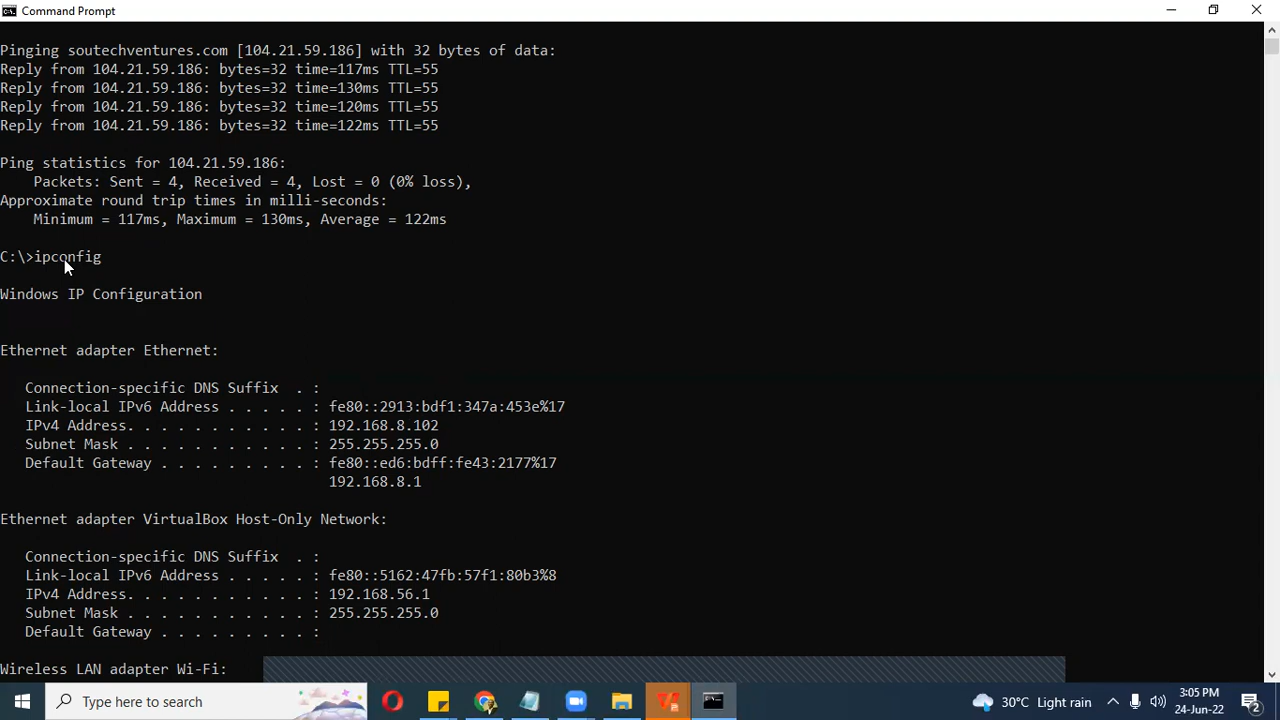 Command Prompt
Pinging soutechventures.com [104.21.59.186] with 32 bytes of data:
Reply from 104.21.59.186: bytes=32 time=117ms TTL=55
Reply from 104.21.59.186: bytes=32 time=130ms TTL=55
Reply from 104.21.59.186: bytes=32 time=120ms TTL=55
Reply from 104.21.59.186: bytes=32 time=122ms TTL=55
Ping statistics for 104.21.59.186:
Packets: Sent = 4, Received = 4, Lost = 0 (0% loss),
Approximate round trip times in milli-seconds:
Minimum = 117ms, Maximum = 130ms, Average = 122ms
C:\>ipconfig
Windows IP Configuration
Ethernet adapter Ethernet:
Connection-specific DNS Suffix . :
Link-local IPv6 Address . . . . . : fe80::2913:bdf1:347a:453e%17
IPv4 Address. . . . . . . . . . . : 192.168.8.102
Subnet Mask . . . . . . . . . . . : 255.255.255.0
Default Gateway . . . . . . . . . : fe80::ed6:bdff:fe43:2177%17
192.168.8.1
Ethernet adapter VirtualBox Host-Only Network:
Connection-specific DNS Suffix . :
Link-local IPv6 Address . . . . . : fe80::5162:47fb:57f1:80b3%8
IPv4 Address. . . . . . . . . . . : 192.168.56.1
Subnet Mask . . . . . . . . . . . : 255.255.255.0
Default Gateway . . . . . . . . . :
Wireless LAN adapter Wi-Fi:
Type here to search
30°C Light rain
3:05 PM
24-Jun-22
2